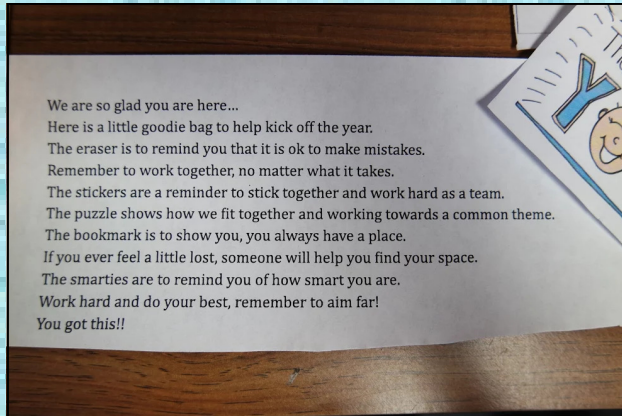 We are so glad you are here...
Here is a little goodie bag to help kick off the year.
The eraser is to remind you that it is ok to make mistakes.
Remember to work together, no matter what it takes.
The stickers are a reminder to stick together and work hard as a team.
The puzzle shows how we fit together and working towards a common theme.
The bookmark is to show you, you always have a place.
If you ever feel a little lost, someone will help you find your space.
The smarties are to remind you of how smart you are.
Work hard and do your best, remember to aim far!
You got this!!